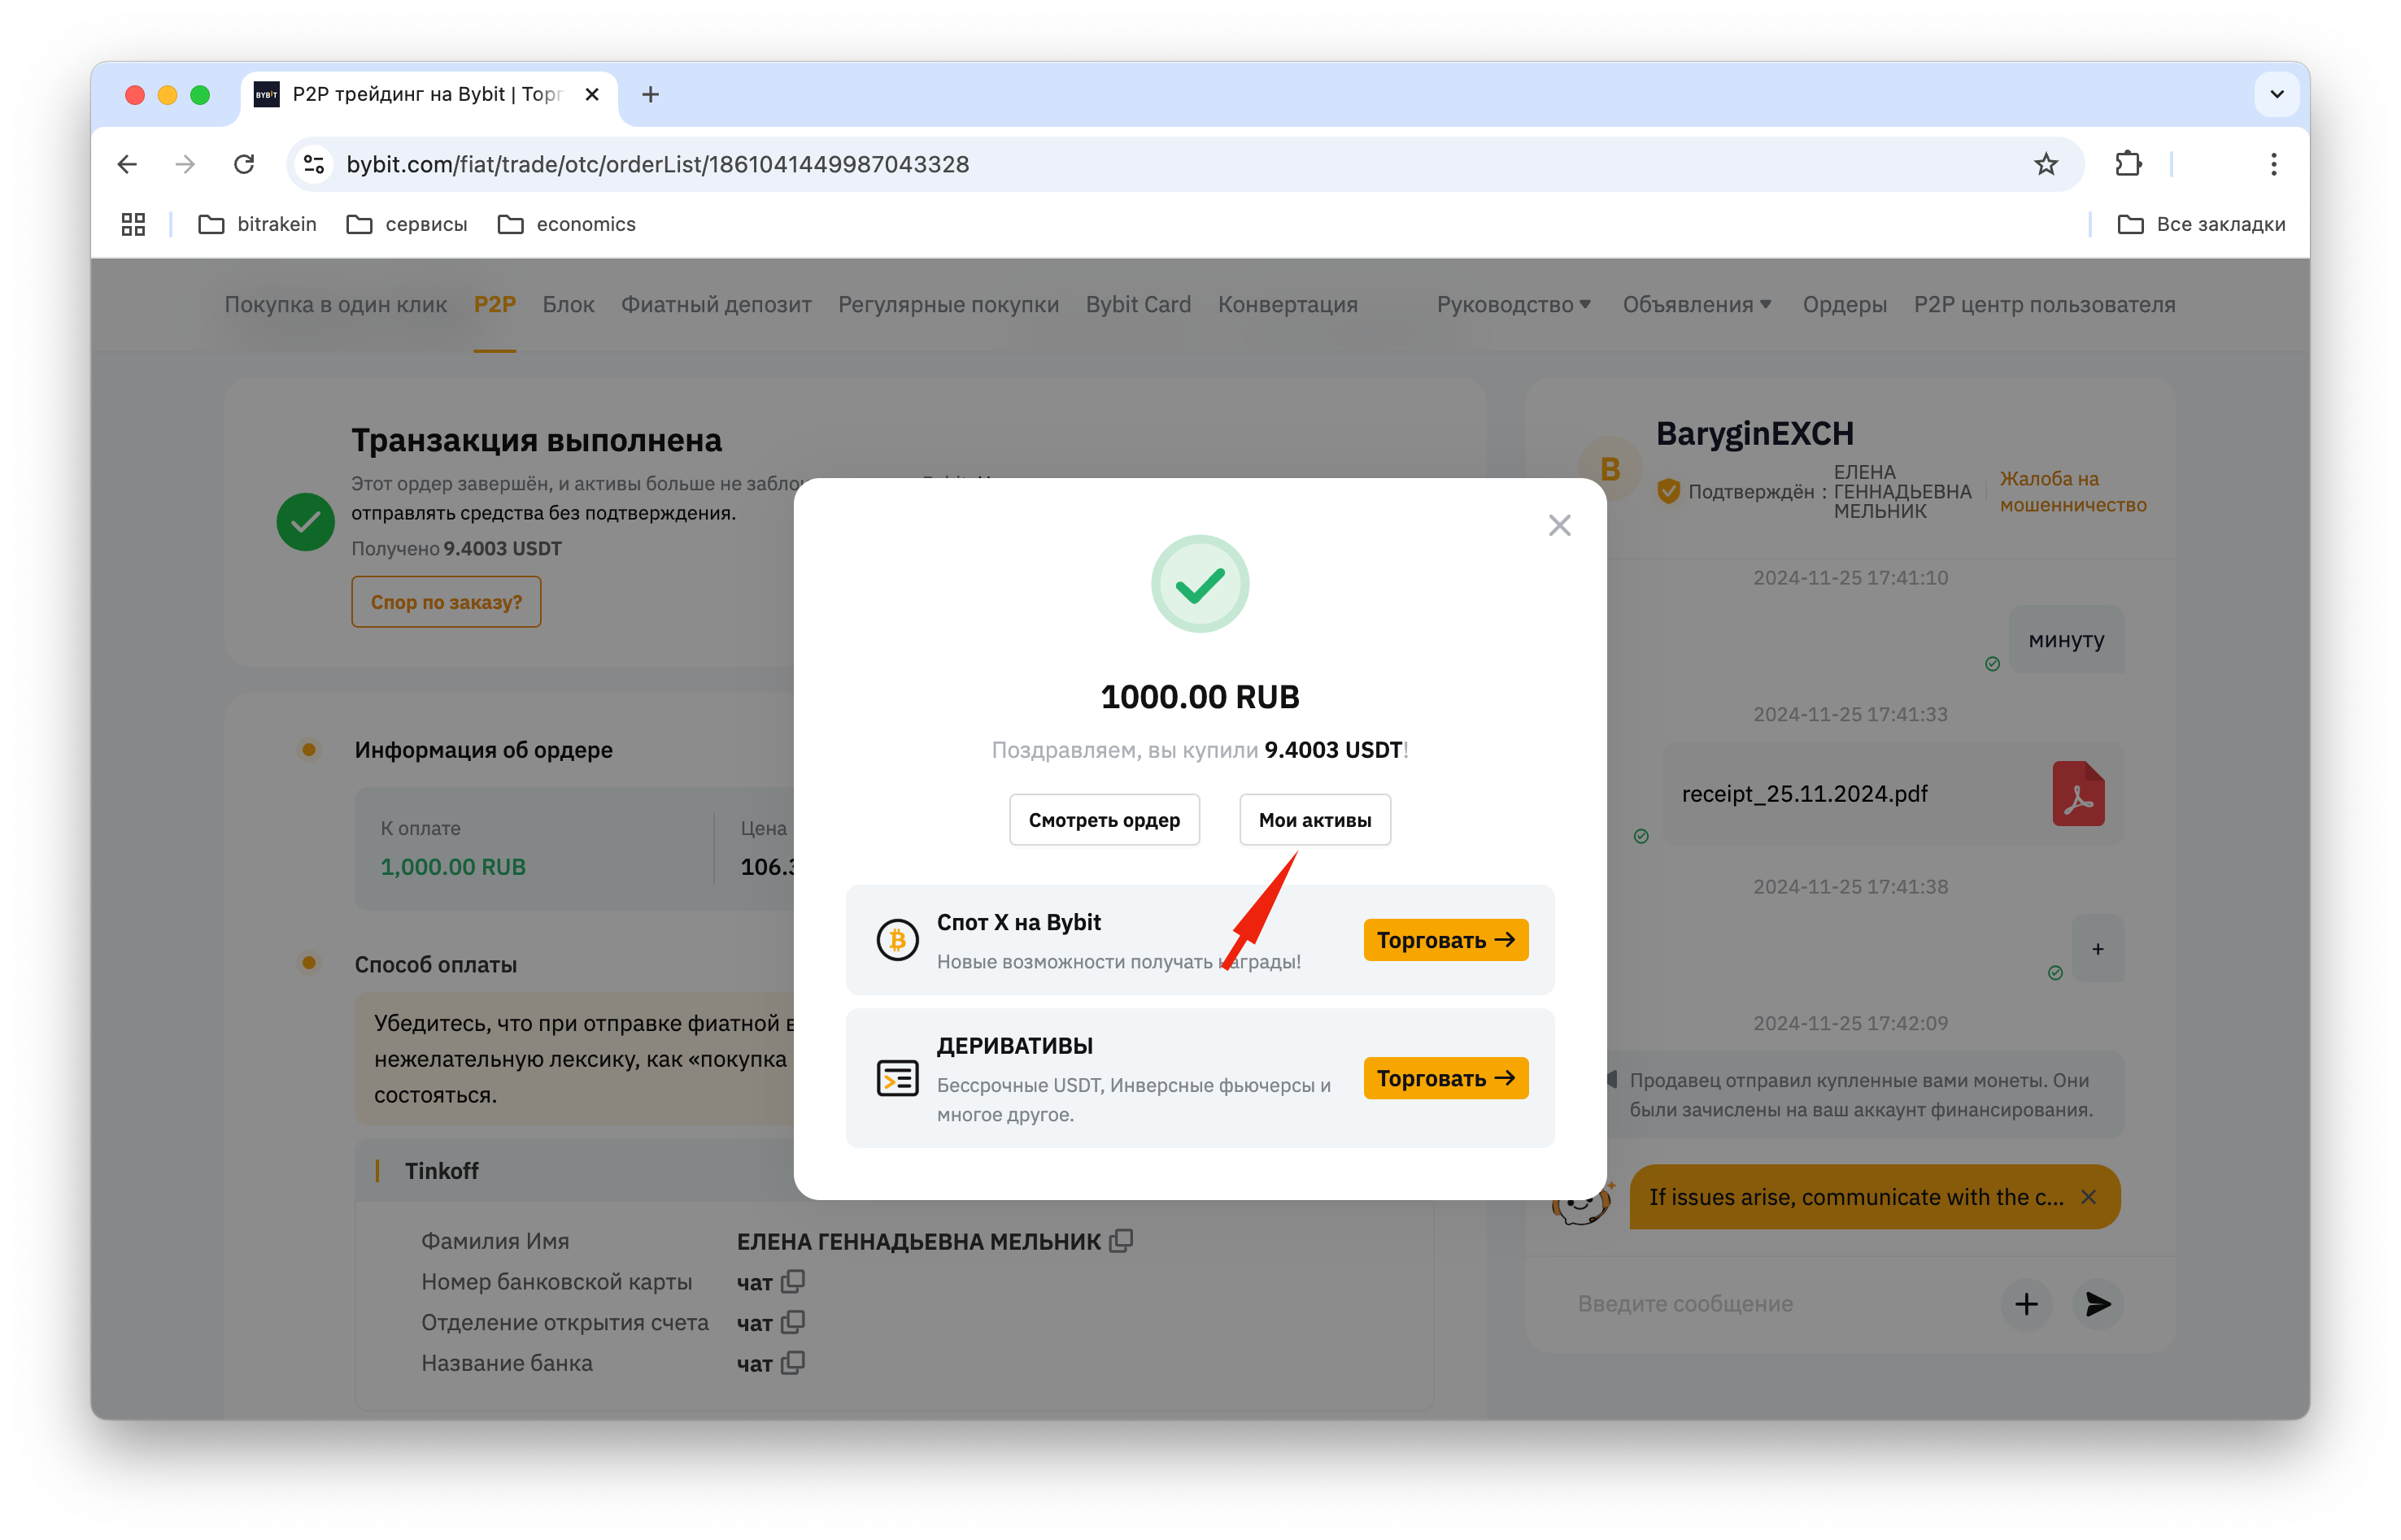 BYBIT
P2P трейдинг на Bybit | Торг
bybit.com/fiat/trade/otc/orderList/1861041449987043328
bitrakein
сервисы
economics
Все закладки
Покупка в один клик
P2P
Блок
Фиатный депозит
Регулярные покупки
Bybit Card
Конвертация
Руководство
Объявления
Ордеры
P2P центр пользователя
Транзакция выполнена
Этот ордер завершён, и активы больше не
отправлять средства без подтверждения.
Получено 9.4003 USDT
Спор по заказу?
Информация об ордере
К оплате
1,000.00 RUB
Цена
106.3
Способ оплаты
Убедитесь, что при отправке фиатной
нежелательную лексику, как «покупка
состояться.
Tinkoff
Фамилия Имя
ЕЛЕНА ГЕННАДЬЕВНА МЕЛЬНИК
Номер банковской карты
чат
Отделение открытия счета
чат
Название банка
чат
1000.00 RUB
Поздравляем, вы купили 9.4003 USDT!
Смотреть ордер
Мои активы
Спот X на Bybit
Новые возможности получать награды!
Торговать →
ДЕРИВАТИВЫ
Бессрочные USDT, Инверсные фьючерсы и
многое другое.
Торговать →
B
BaryginEXCH
Подтверждён :
ЕЛЕНА
ГЕННАДЬЕВНА
МЕЛЬНИК
Жалоба на
мошенничество
2024-11-25 17:41:10
минуту
2024-11-25 17:41:33
receipt_25.11.2024.pdf
2024-11-25 17:41:38
+
2024-11-25 17:42:09
Продавец отправил купленные вами монеты. Они
были зачислены на ваш аккаунт финансирования.
If issues arise, communicate with the c...
Введите сообщение